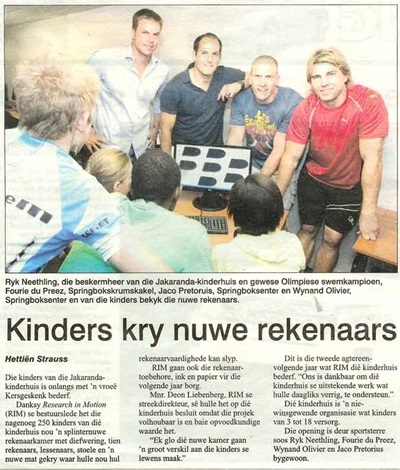 Ryk Neethling, die beskermheer van die Jakaranda-kinderhuis en gewese Olimpiese swemkampioen,
Fourie du Preez, Springbokskrumskakel, Jaco Pretoruis, Springboksenter en Wynand Olivier,
Springboksenter en van die kinders bekyk die nuwe rekenaars.
Kinders kry nuwe rekenaars
Hettiën Strauss
Die kinders van die Jakaranda-
kinderhuis is onlangs met 'n vroeë
Kersgeskenk bederf.
Danksy Research in Motion
(RIM) se bestuurslede het die
nagenoeg 250 kinders van dié
kinderhuis nou 'n splinternuwe
rekenaarkamer met diefwering, tien
rekenaars, lessenaars, stoele en 'n
nuwe mat gekry waar hulle nou hul
rekenaarvaardighede kan slyp.
RIM gaan ook die rekenaar-
toebehore, ink en papier vir die
volgende jaar borg.
Mnr. Deon Liebenberg, RIM se
streekdirekteur, sê hulle het op dié
kinderhuis besluit omdat die projek
volhoubaar is en baie opvoedkundige
waarde het.
"Ek glo dié nuwe kamer gaan
'n groot verskil aan die kinders se
lewens maak."
Dit is die tweede agtereen-
volgende jaar wat RIM dié kinderhuis
bederf. "Ons is dankbaar om dié
kinderhuis se uitstekende werk wat
hulle daagliks verrig, te ondersteun."
Dié kinderhuis is 'n nie-
winsgewende organisasie wat kinders
van 3 tot 18 versorg.
Die opening is deur sportsterre
soos Ryk Neethling, Fourie du Preez,
Wynand Olivier en Jaco Pretorius
bygewoon.